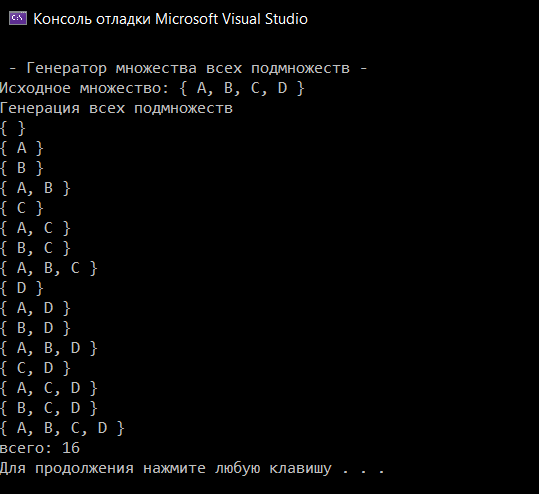 Консоль отладки Microsoft Visual Studio
- Генератор множества всех подмножеств -
Исходное множество: { A, B, C, D }
Генерация всех подмножеств
{ }
{ A }
{ B }
{ A, B }
{ C }
{ A, C }
{ B, C }
{ A, B, C }
{ D }
{ A, D }
{ B, D }
{ A, B, D }
{ C, D }
{ A, C, D }
{ B, C, D }
{ A, B, C, D }
всего: 16
Для продолжения нажмите любую клавишу . . .